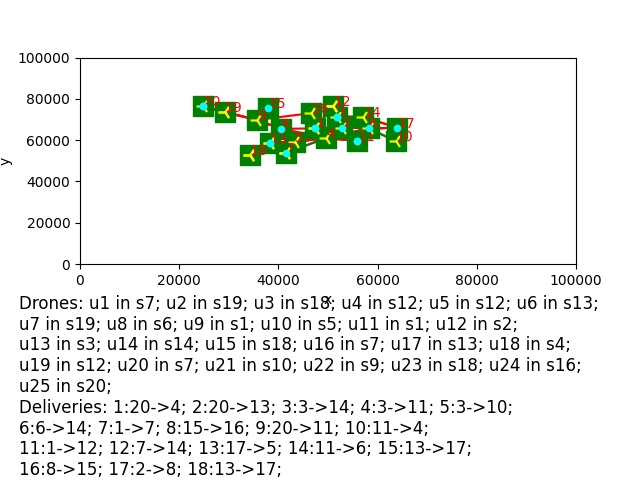 100000
80000
60000
40000
20000
0
y
0 20000 40000 60000 80000 100000
x
Drones: u1 in s7; u2 in s19; u3 in s18; u4 in s12; u5 in s12; u6 in s13;
u7 in s19; u8 in s6; u9 in s1; u10 in s5; u11 in s1; u12 in s2;
u13 in s3; u14 in s14; u15 in s18; u16 in s7; u17 in s13; u18 in s4;
u19 in s12; u20 in s7; u21 in s10; u22 in s9; u23 in s18; u24 in s16;
u25 in s20;
Deliveries: 1:20->4; 2:20->13; 3:3->14; 4:3->11; 5:3->10;
6:6->14; 7:1->7; 8:15->16; 9:20->11; 10:11->4;
11:1->12; 12:7->14; 13:17->5; 14:11->6; 15:13->17;
16:8->15; 17:2->8; 18:13->17;